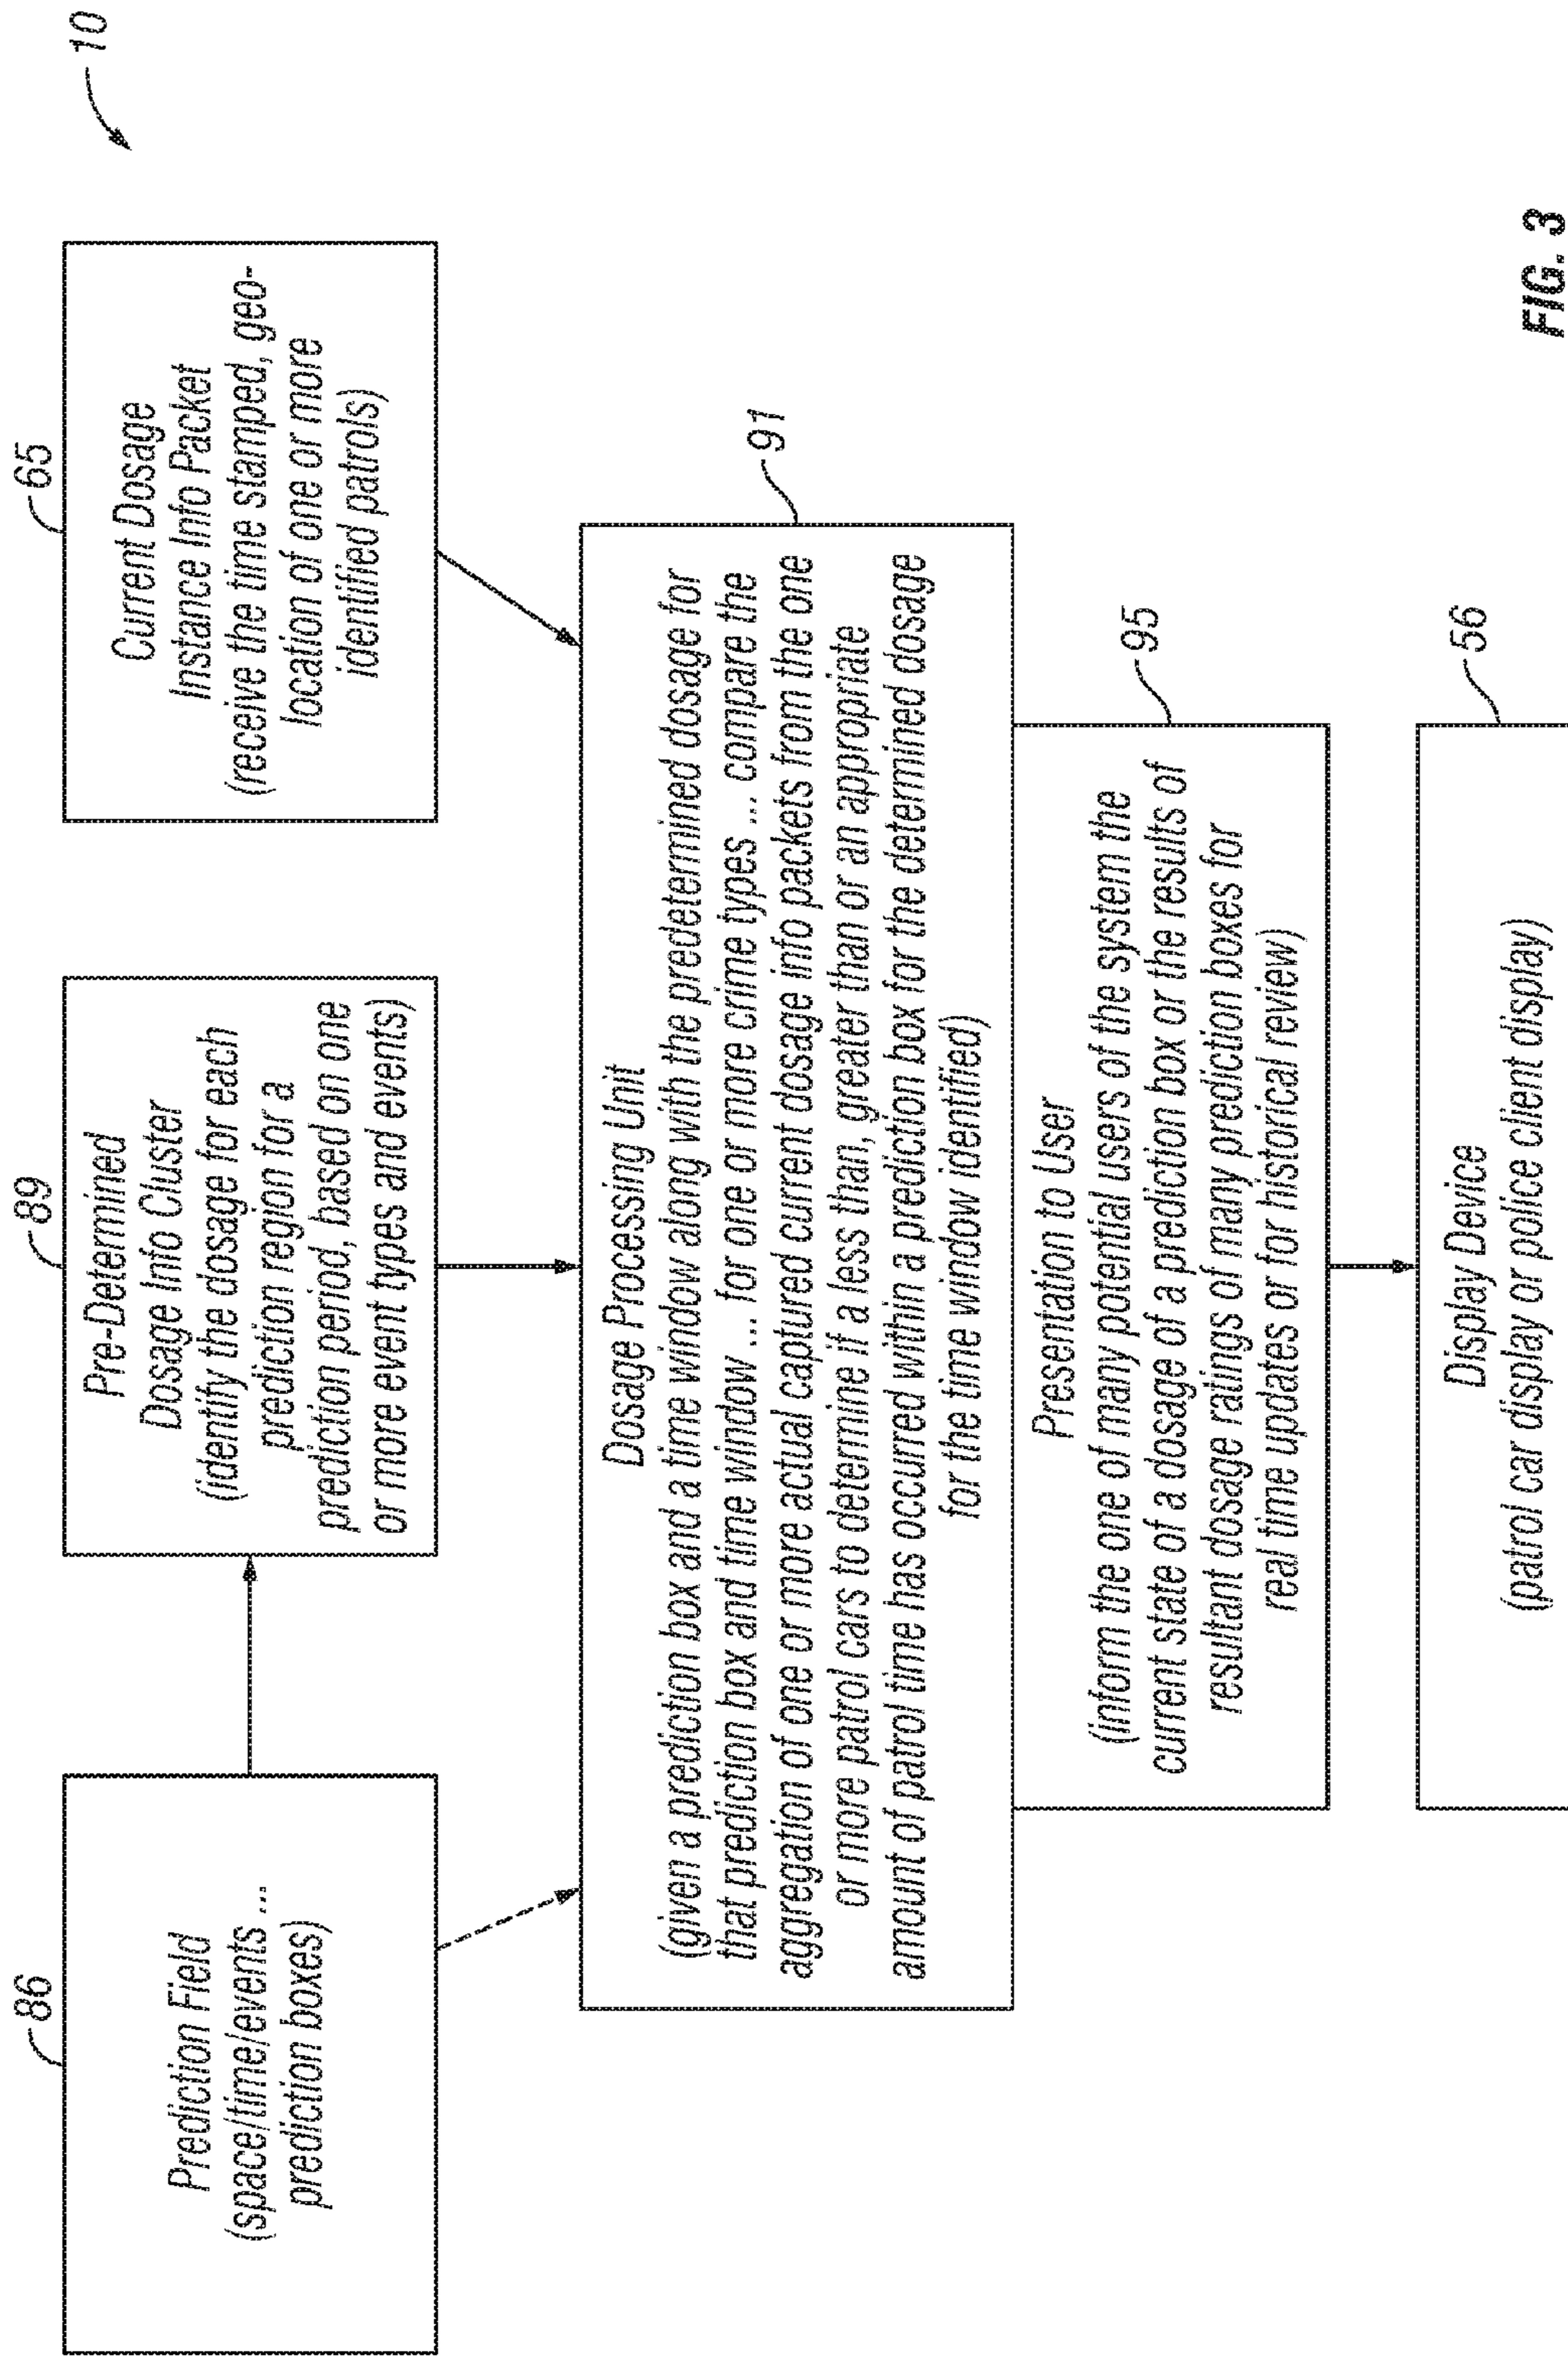 10
86
Prediction Field
(space/time/events ...
prediction boxes)
89
Pre-Determined
Dosage Info Cluster
(identify the dosage for each
prediction region for a
prediction period, based on one
or more event types and events)
65
Current Dosage
Instance Info Packet
(receive the time stamped, geo-
location of one or more
identified patrols)
91
Dosage Processing Unit
(given a prediction box and a time window along with the predetermined dosage for
that prediction box and time window ... for one or more crime types ... compare the
aggregation of one or more actual captured current dosage info packets from the one
or more patrol cars to determine if a less than, greater than or an appropriate
amount of patrol time has occurred within a prediction box for the determined dosage
for the time window identified)
95
Presentation to User
(inform the one of many potential users of the system the
current state of a dosage of a prediction box or the results of
resultant dosage ratings of many prediction boxes for
real time updates or for historical review)
56
Display Device
(patrol car display or police client display)
FIG. 3